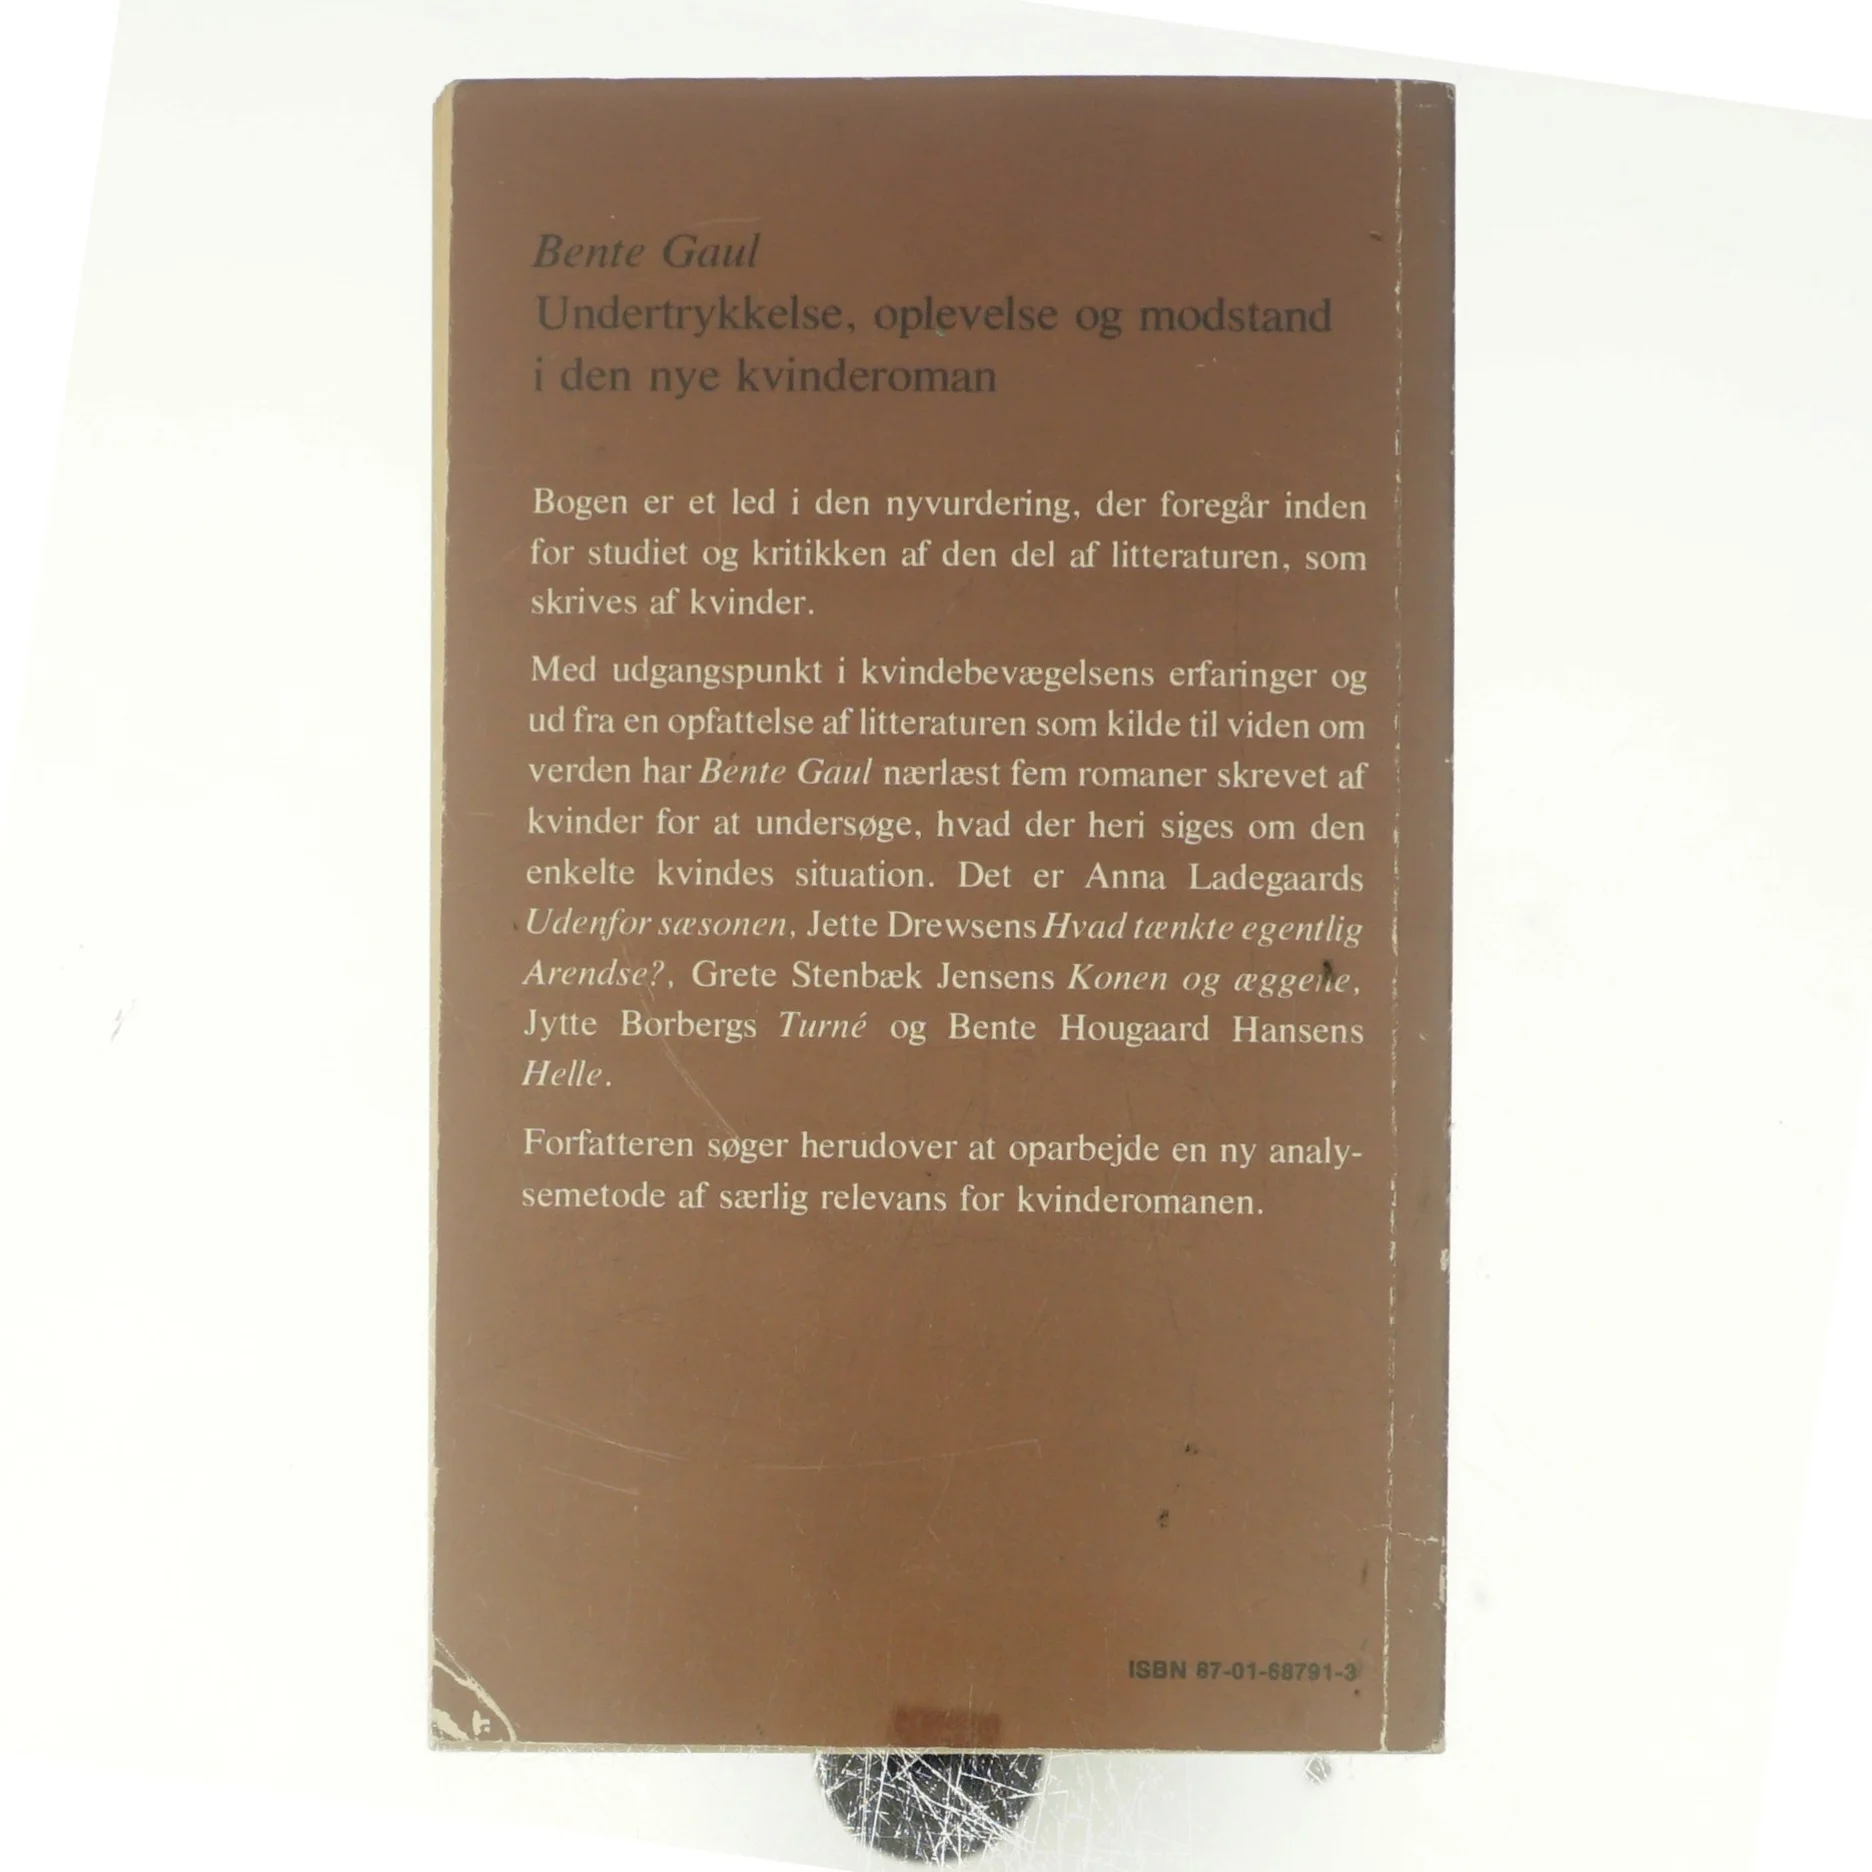 Bente Gaul
Undertrykkelse, oplevelse og modstand
i den nye kvinderoman
Bogen er et led i den nyvurdering, der foregår inden
for studiet og kritikken af den del af litteraturen, som
skrives af kvinder.
Med udgangspunkt i kvindebevægelsens erfaringer og
ud fra en opfattelse af litteraturen som kilde til viden om
verden har Bente Gaul nærlæst fem romaner skrevet af
kvinder for at undersøge, hvad der heri siges om den
enkelte kvindes situation. Det er Anna Ladegaards
Udenfor sæsonen, Jette Drewsens Hvad tænkte egentlig
Arendse?, Grete Stenbæk Jensens Konen og æggene,
Jytte Borbergs Turné og Bente Hougaard Hansens
Helle.
Forfatteren søger herudover at oparbejde en ny analy-
semetode af særlig relevans for kvinderomanen.
ISBN 87-01-68791-3